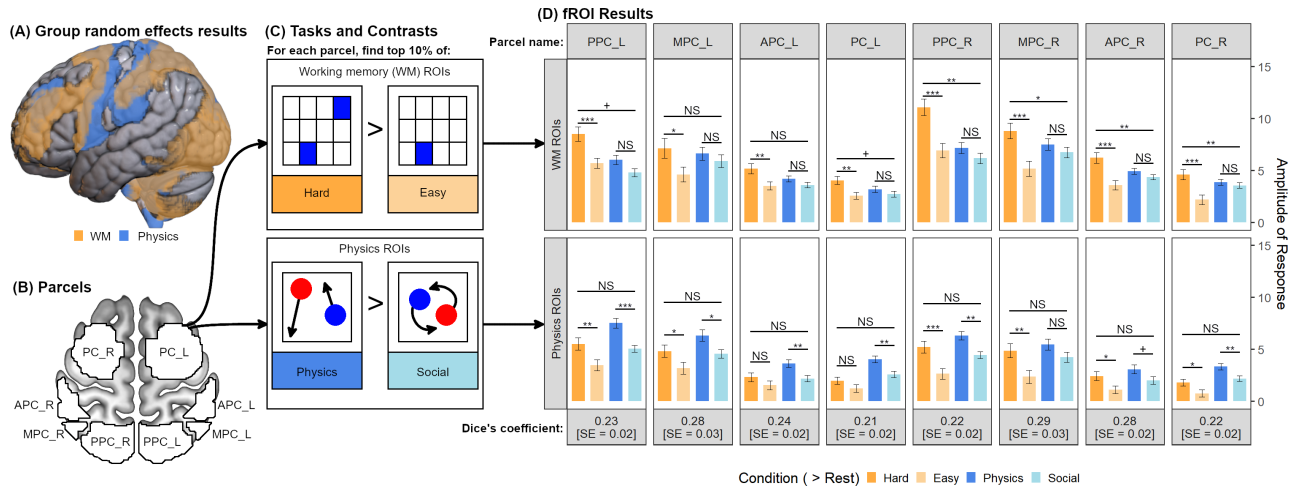 (A) Group random effects results
WM Physics
(B) Parcels
PC_R PC_L
APC_R APC_L
MPC_R PPC_R PPC_L MPC_L
(C) Tasks and Contrasts
For each parcel, find top 10% of:
Working memory (WM) ROIs
>
Hard Easy
Physics ROIs
>
Physics Social
(D) fROI Results
Parcel name: PPC_L MPC_L APC_L PC_L PPC_R MPC_R APC_R PC_R
WM ROIs
+ *** NS
NS * NS
NS ** NS
+ ** NS
** *** NS
* *** NS
** *** NS
** *** NS
15
10
5
0
Physics ROIs
NS ** ***
NS * *
NS NS **
NS NS **
NS *** **
NS ** NS
NS * +
NS * **
15
10
5
0
Amplitude of Response
Dice's coefficient: 0.23 0.28 0.24 0.21 0.22 0.29 0.28 0.22
[SE = 0.02] [SE = 0.03] [SE = 0.02] [SE = 0.02] [SE = 0.02] [SE = 0.03] [SE = 0.02] [SE = 0.02]
Condition ( > Rest) Hard Easy Physics Social